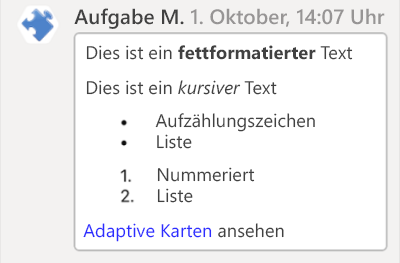 Aufgabe M. 1. Oktober, 14:07 Uhr
Dies ist ein fettformatierter Text
Dies ist ein kursiver Text
• Aufzählungszeichen
• Liste
1. Nummeriert
2. Liste
Adaptive Karten ansehen